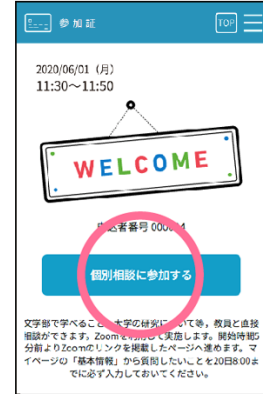 参加証
TOP
2020/06/01（月）
11:30～11:50
WELCOME
個別相談に参加する
文字部で学べること 大学の研究 いて等，教員と直接
相談ができます。Zoomを利用して実施します。開始時間5
分前よりZoomのリンクを掲載したページへ進めます。マ
イページの「基本情報」から質問したいことを20日8:00ま
でに必ず入力しておいてください。